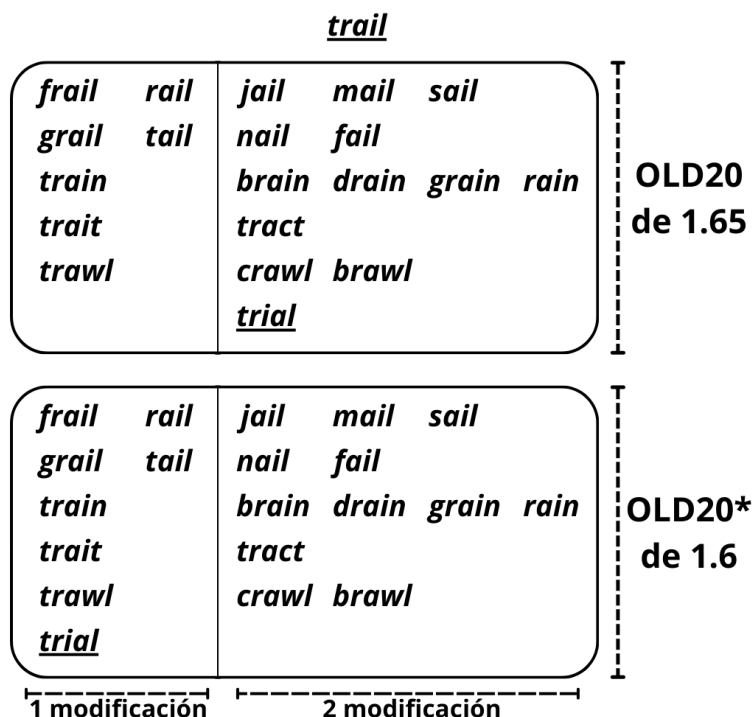 trail
frail rail jail mail sail
grail tail nail fail
train brain drain grain rain
trait tract
trawl crawl brawl
trial
OLD20
de 1.65
frail rail jail mail sail
grail tail nail fail
train brain drain grain rain
trait tract
trawl crawl brawl
trial
OLD20*
de 1.6
1 modificación 2 modificación